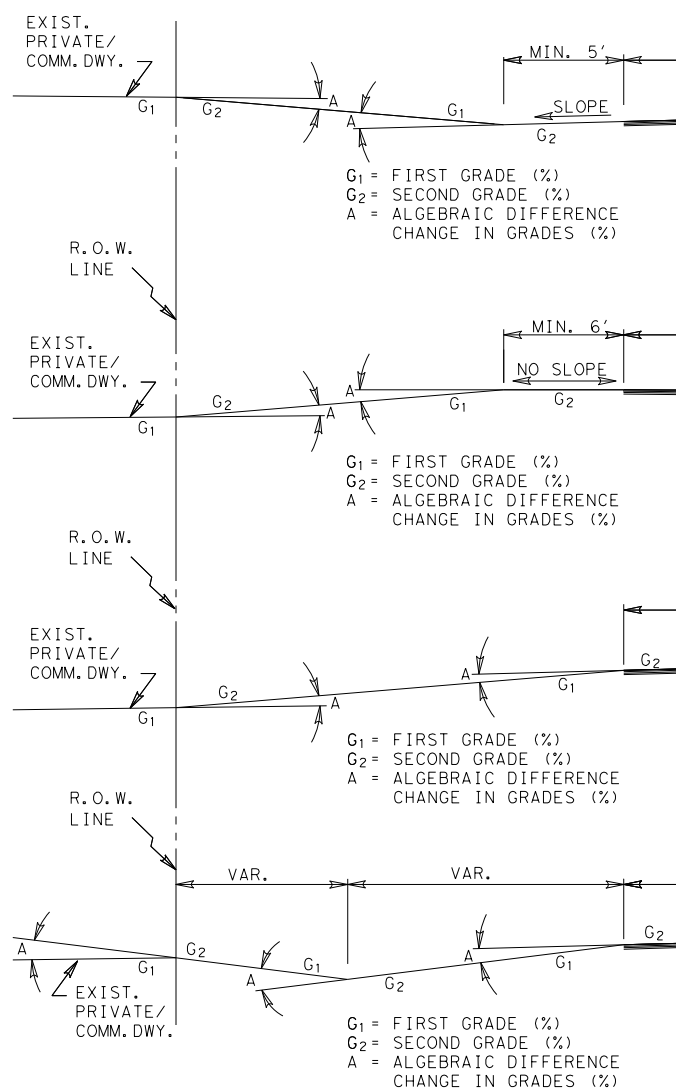 EXIST.
PRIVATE/
COMM.DWY.
MIN. 5'
G1
G2
A
A
G1
SLOPE
G2
G1 = FIRST GRADE (%)
G2 = SECOND GRADE (%)
A = ALGEBRAIC DIFFERENCE
CHANGE IN GRADES (%)
R.O.W.
LINE
EXIST.
PRIVATE/
COMM.DWY.
MIN. 6'
NO SLOPE
G1
G2
A
A
G1
G2
G1 = FIRST GRADE (%)
G2 = SECOND GRADE (%)
A = ALGEBRAIC DIFFERENCE
CHANGE IN GRADES (%)
R.O.W.
LINE
EXIST.
PRIVATE/
COMM.DWY.
G1
G2
A
A
G1
G2
G1 = FIRST GRADE (%)
G2 = SECOND GRADE (%)
A = ALGEBRAIC DIFFERENCE
CHANGE IN GRADES (%)
R.O.W.
LINE
VAR.
VAR.
A
G1
G2
A
G1
G2
A
G1
G2
EXIST.
PRIVATE/
COMM.DWY.
G1 = FIRST GRADE (%)
G2 = SECOND GRADE (%)
A = ALGEBRAIC DIFFERENCE
CHANGE IN GRADES (%)